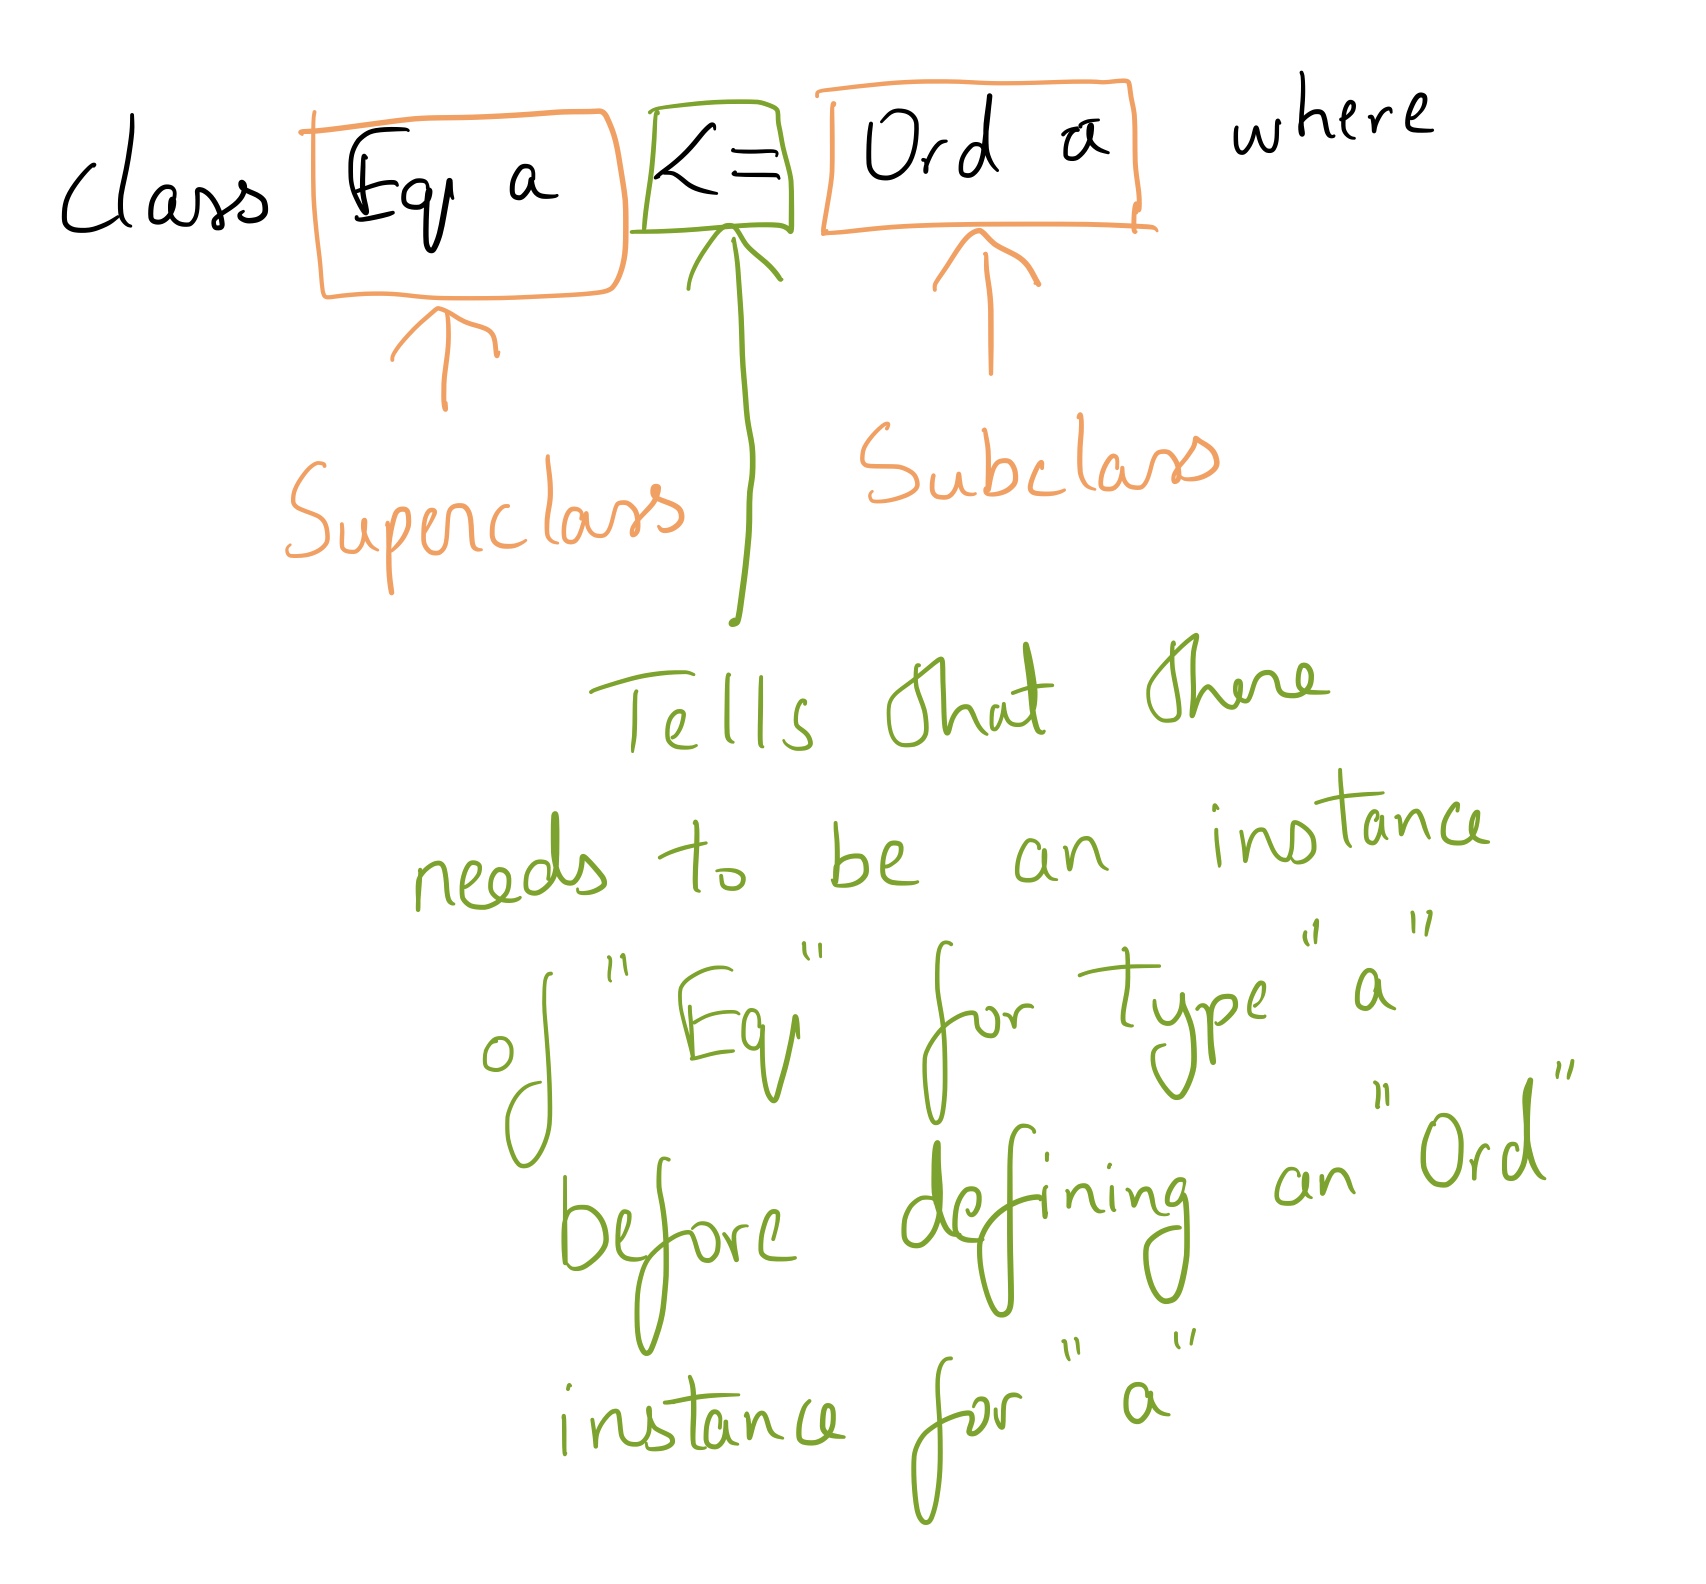 class Eq a <= Ord a where
Superclass
Subclass
Tells that there
needs to be an instance
of "Eq" for type "a"
before defining an "Ord"
instance for "a"